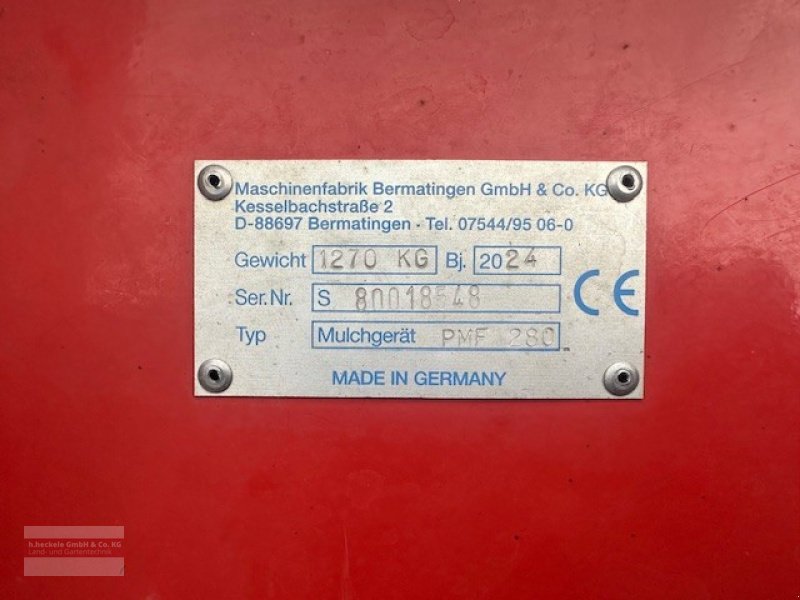 Maschinenfabrik Bermatingen GmbH & Co. KG
Kesselbachstraße 2
D-88697 Bermatingen · Tel. 07544/95 06-0
Gewicht 1270 KG Bj. 2024
Ser.Nr. S 80018548
Typ Mulchgerät PMF 280
CE
MADE IN GERMANY
h.heckele GmbH & Co. KG
Land- und Gartentechnik